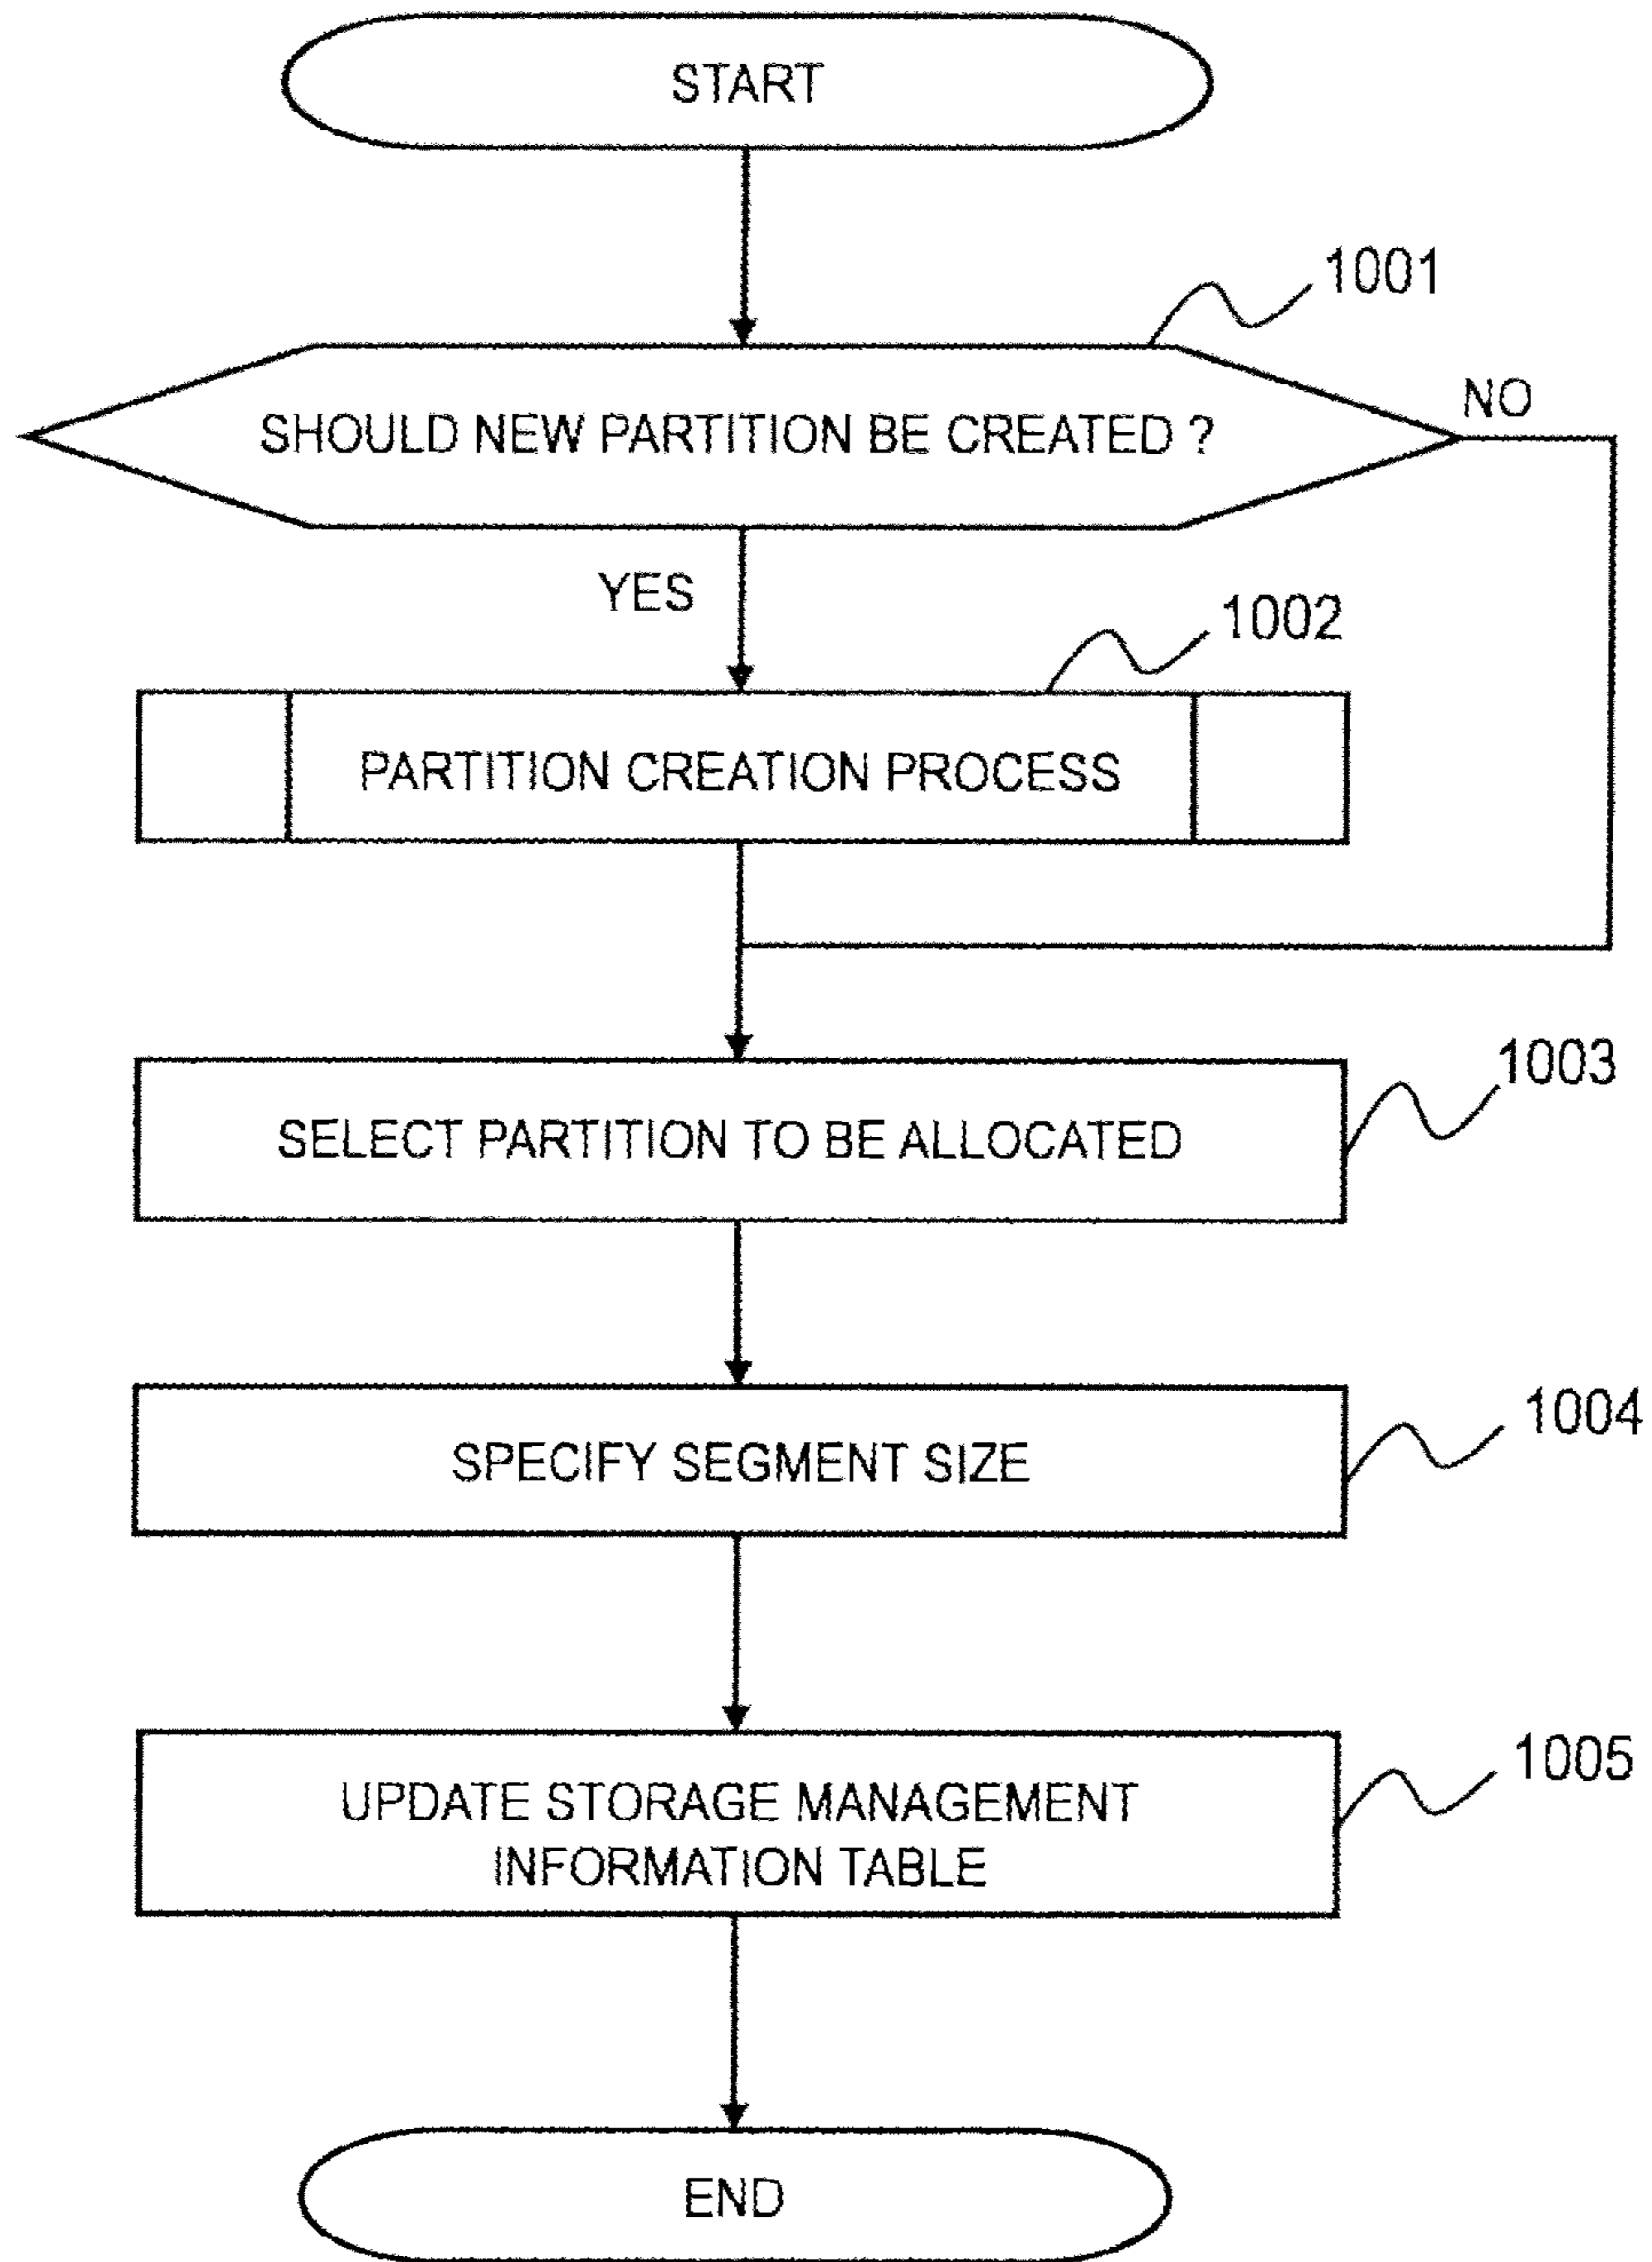 START
1001
SHOULD NEW PARTITION BE CREATED ?
NO
YES
1002
PARTITION CREATION PROCESS
1003
SELECT PARTITION TO BE ALLOCATED
1004
SPECIFY SEGMENT SIZE
1005
UPDATE STORAGE MANAGEMENT
INFORMATION TABLE
END